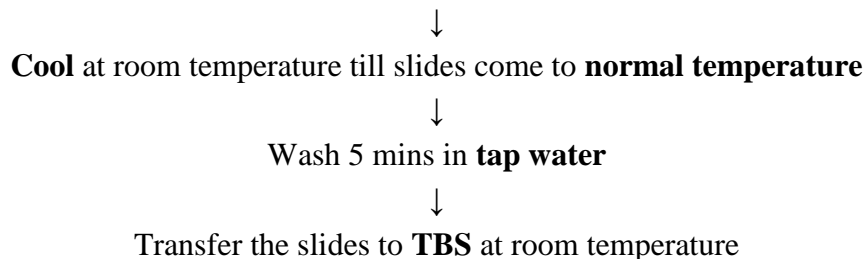 ↓
Cool at room temperature till slides come to normal temperature
↓
Wash 5 mins in tap water
↓
Transfer the slides to TBS at room temperature